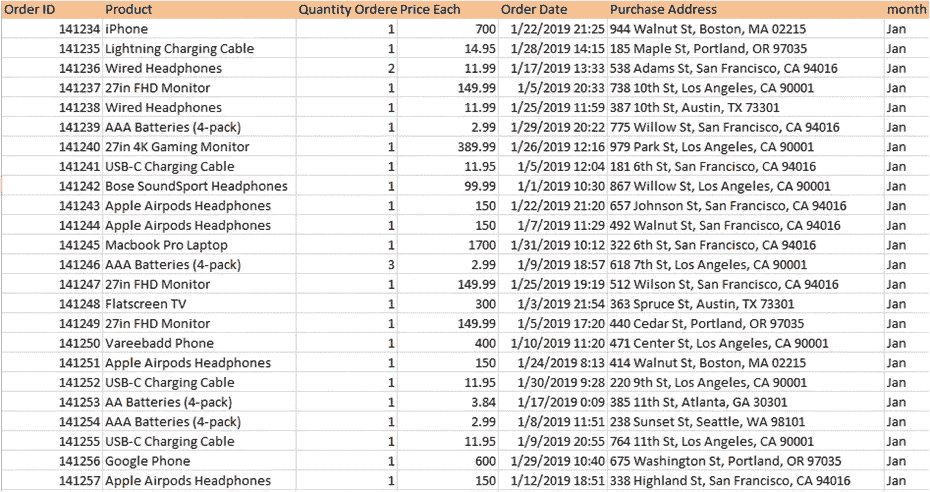 Order ID Product Quantity Ordere Price Each Order Date Purchase Address month
141234 iPhone 1 700 1/22/2019 21:25 944 Walnut St, Boston, MA 02215 Jan
141235 Lightning Charging Cable 1 14.95 1/28/2019 14:15 185 Maple St, Portland, OR 97035 Jan
141236 Wired Headphones 2 11.99 1/17/2019 13:33 538 Adams St, San Francisco, CA 94016 Jan
141237 27in FHD Monitor 1 149.99 1/5/2019 20:33 738 10th St, Los Angeles, CA 90001 Jan
141238 Wired Headphones 1 11.99 1/25/2019 11:59 387 10th St, Austin, TX 73301 Jan
141239 AAA Batteries (4-pack) 1 2.99 1/29/2019 20:22 775 Willow St, San Francisco, CA 94016 Jan
141240 27in 4K Gaming Monitor 1 389.99 1/26/2019 12:16 979 Park St, Los Angeles, CA 90001 Jan
141241 USB-C Charging Cable 1 11.95 1/5/2019 12:04 181 6th St, San Francisco, CA 94016 Jan
141242 Bose SoundSport Headphones 1 99.99 1/1/2019 10:30 867 Willow St, Los Angeles, CA 90001 Jan
141243 Apple Airpods Headphones 1 150 1/22/2019 21:20 657 Johnson St, San Francisco, CA 94016 Jan
141244 Apple Airpods Headphones 1 150 1/7/2019 11:29 492 Walnut St, San Francisco, CA 94016 Jan
141245 Macbook Pro Laptop 1 1700 1/31/2019 10:12 322 6th St, San Francisco, CA 94016 Jan
141246 AAA Batteries (4-pack) 3 2.99 1/9/2019 18:57 618 7th St, Los Angeles, CA 90001 Jan
141247 27in FHD Monitor 1 149.99 1/25/2019 19:19 512 Wilson St, San Francisco, CA 94016 Jan
141248 Flatscreen TV 1 300 1/3/2019 21:54 363 Spruce St, Austin, TX 73301 Jan
141249 27in FHD Monitor 1 149.99 1/5/2019 17:20 440 Cedar St, Portland, OR 97035 Jan
141250 Vareebadd Phone 1 400 1/10/2019 11:20 471 Center St, Los Angeles, CA 90001 Jan
141251 Apple Airpods Headphones 1 150 1/24/2019 8:13 414 Walnut St, Boston, MA 02215 Jan
141252 USB-C Charging Cable 1 11.95 1/30/2019 9:28 220 9th St, Los Angeles, CA 90001 Jan
141253 AA Batteries (4-pack) 1 3.84 1/17/2019 0:09 385 11th St, Atlanta, GA 30301 Jan
141254 AAA Batteries (4-pack) 1 2.99 1/8/2019 11:51 238 Sunset St, Seattle, WA 98101 Jan
141255 USB-C Charging Cable 1 11.95 1/9/2019 20:55 764 11th St, Los Angeles, CA 90001 Jan
141256 Google Phone 1 600 1/29/2019 10:40 675 Washington St, Portland, OR 97035 Jan
141257 Apple Airpods Headphones 1 150 1/12/2019 18:51 338 Highland St, San Francisco, CA 94016 Jan